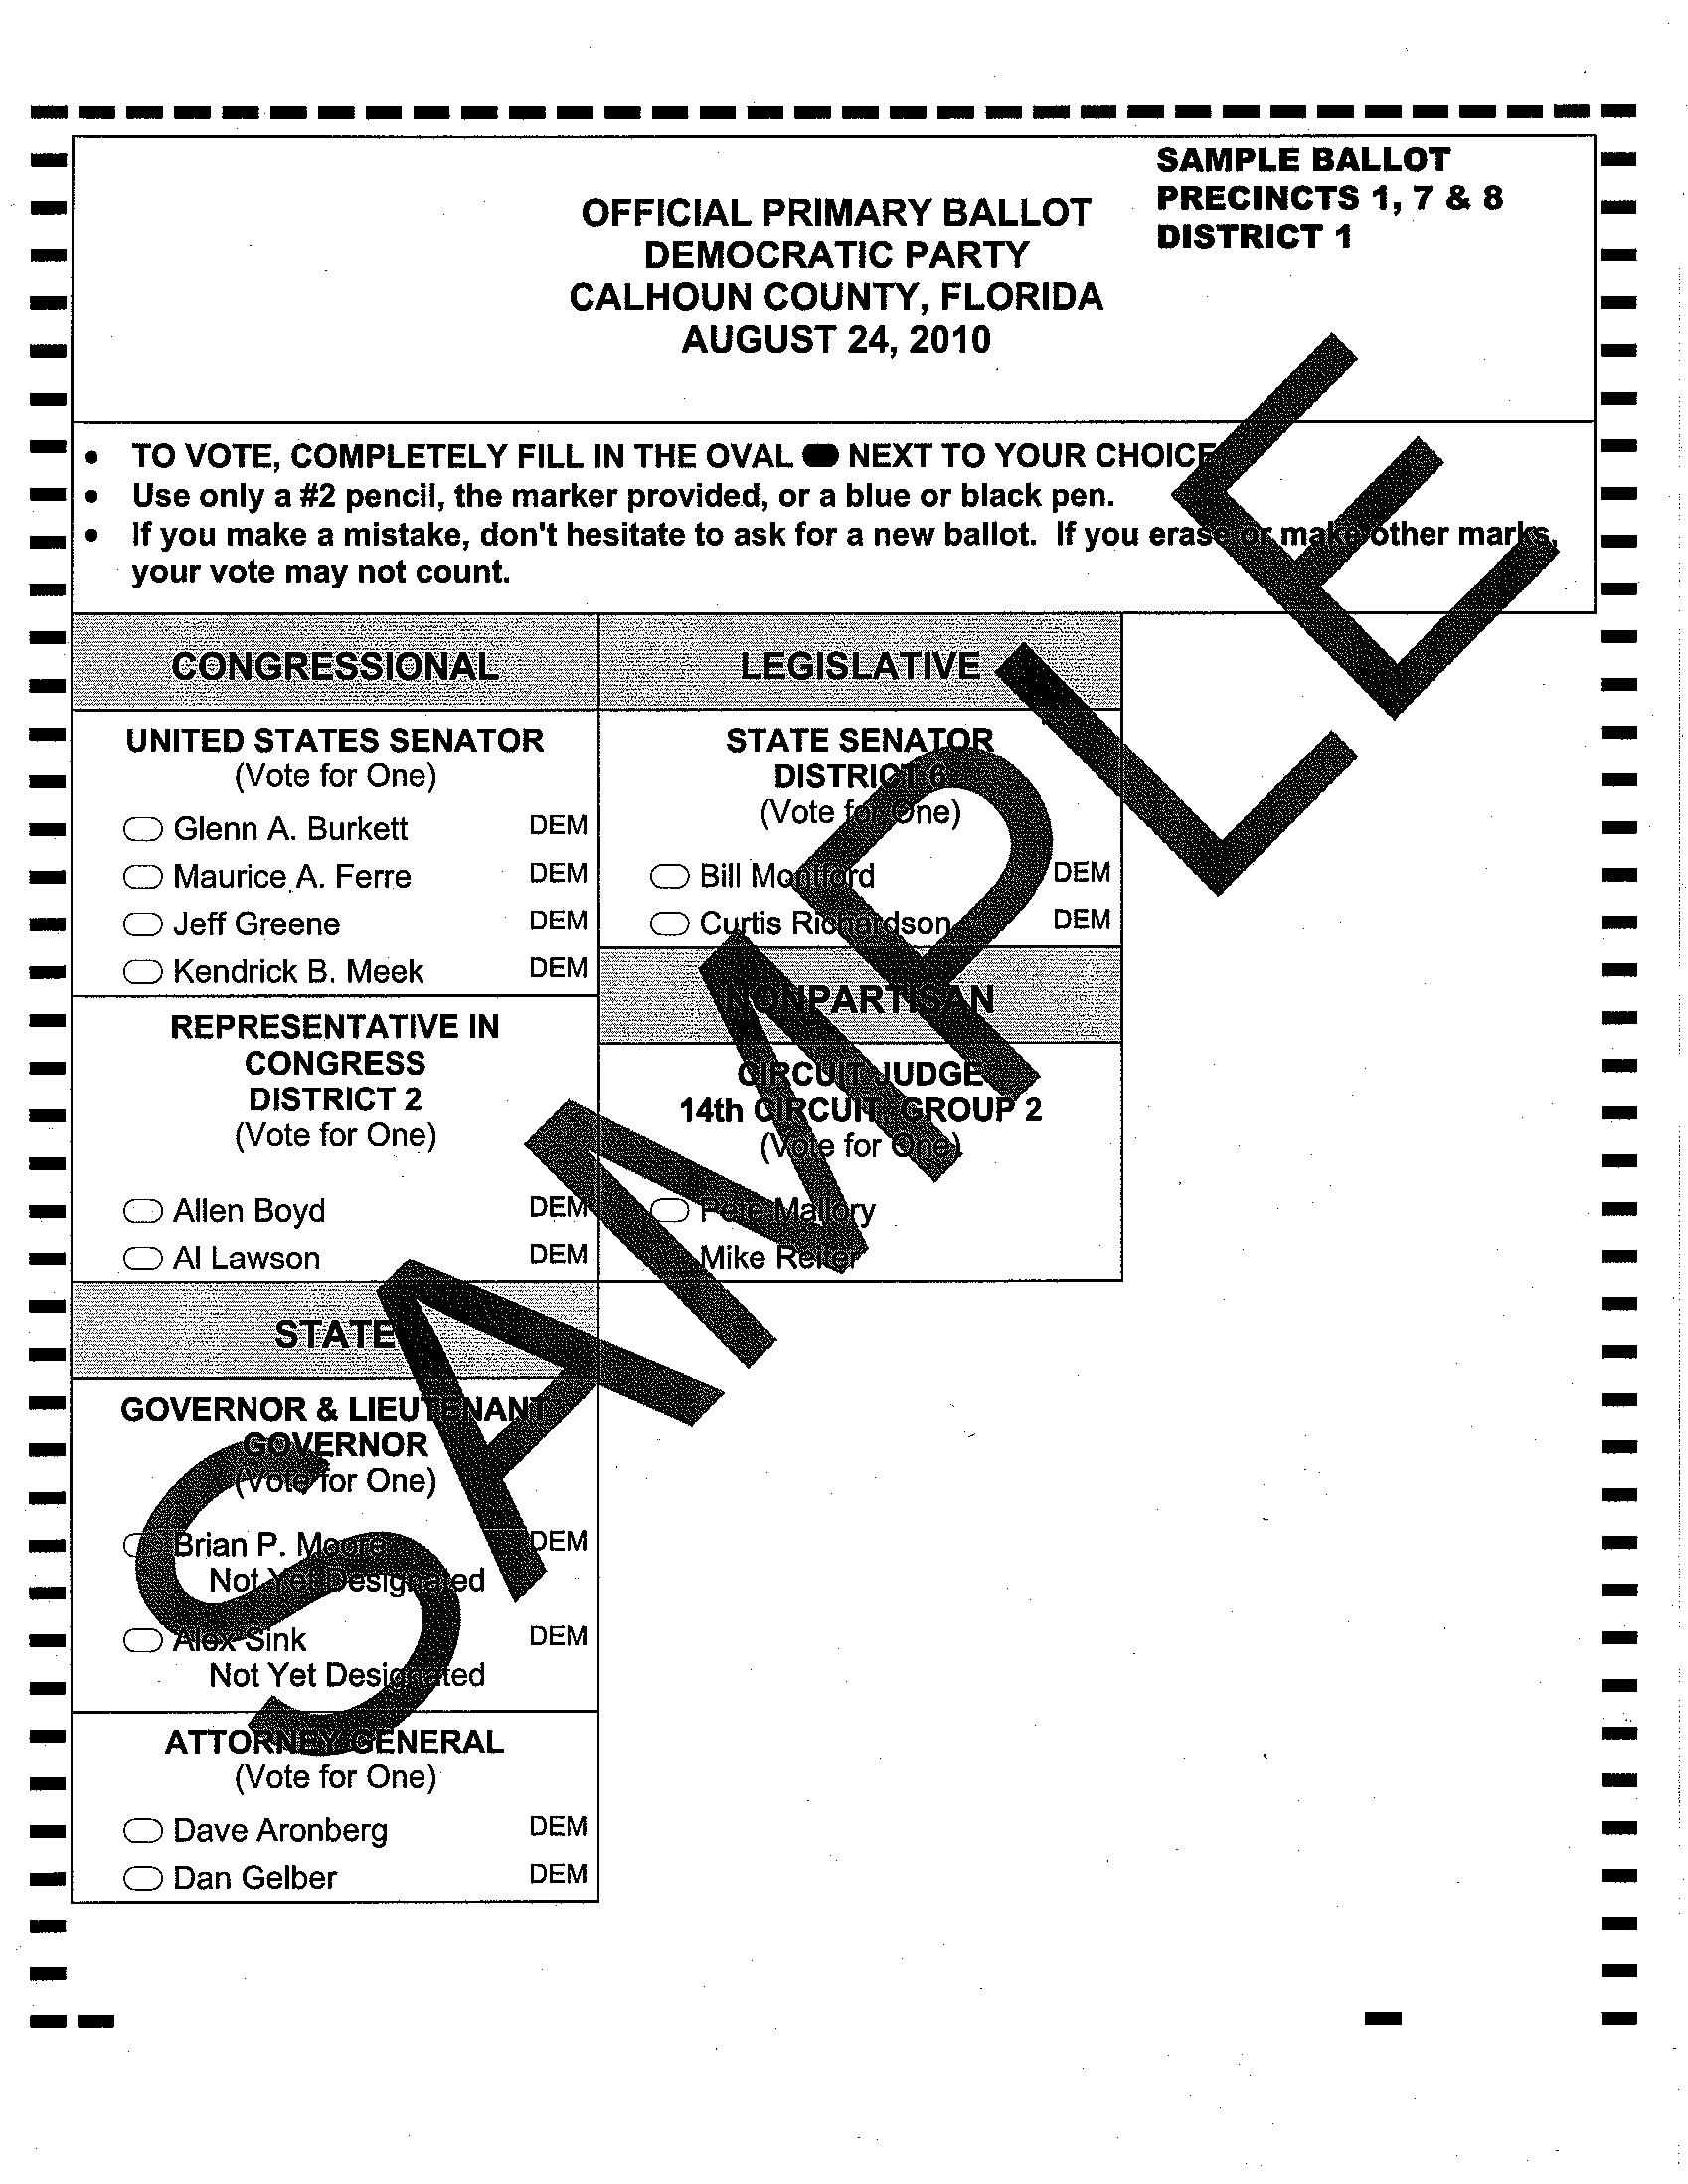 SAMPLE BALLOT
PRECINCTS 1, 7 & 8
DISTRICT 1
OFFICIAL PRIMARY BALLOT
DEMOCRATIC PARTY
CALHOUN COUNTY, FLORIDA
AUGUST 24, 2010
• TO VOTE, COMPLETELY FILL IN THE OVAL NEXT TO YOUR CHOICE
• Use only a #2 pencil, the marker provided, or a blue or black pen.
• If you make a mistake, don't hesitate to ask for a new ballot. If you erase or make other marks,
your vote may not count.
CONGRESSIONAL
UNITED STATES SENATOR
(Vote for One)
Glenn A. Burkett DEM
Maurice A. Ferre DEM
Jeff Greene DEM
Kendrick B. Meek DEM
REPRESENTATIVE IN
CONGRESS
DISTRICT 2
(Vote for One)
Allen Boyd DEM
Al Lawson DEM
STATE
GOVERNOR & LIEUTENANT
GOVERNOR
(Vote for One)
Brian P. Moore DEM
Not Yet Designated
Alex Sink DEM
Not Yet Designated
ATTORNEY GENERAL
(Vote for One)
Dave Aronberg DEM
Dan Gelber DEM
LEGISLATIVE
STATE SENATOR
DISTRICT 6
(Vote for One)
Bill Montford DEM
Curtis Richardson DEM
NONPARTISAN
CIRCUIT JUDGE
14th CIRCUIT, GROUP 2
(Vote for One)
Pete Mallory
Mike Reiter
SAMPLE